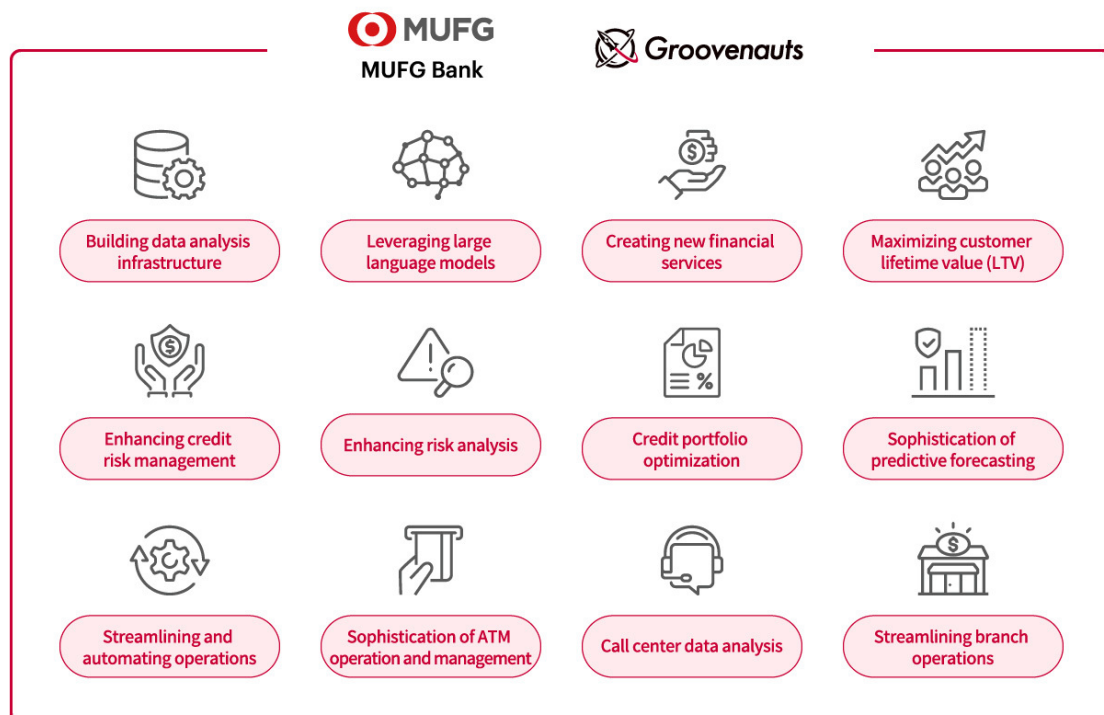 MUFG
MUFG Bank
Groovenauts
Building data analysis
infrastructure
Leveraging large
language models
Creating new financial
services
Maximizing customer
lifetime value (LTV)
Enhancing credit
risk management
Enhancing risk analysis
Credit portfolio
optimization
Sophistication of
predictive forecasting
Streamlining and
automating operations
Sophistication of ATM
operation and management
Call center data analysis
Streamlining branch
operations